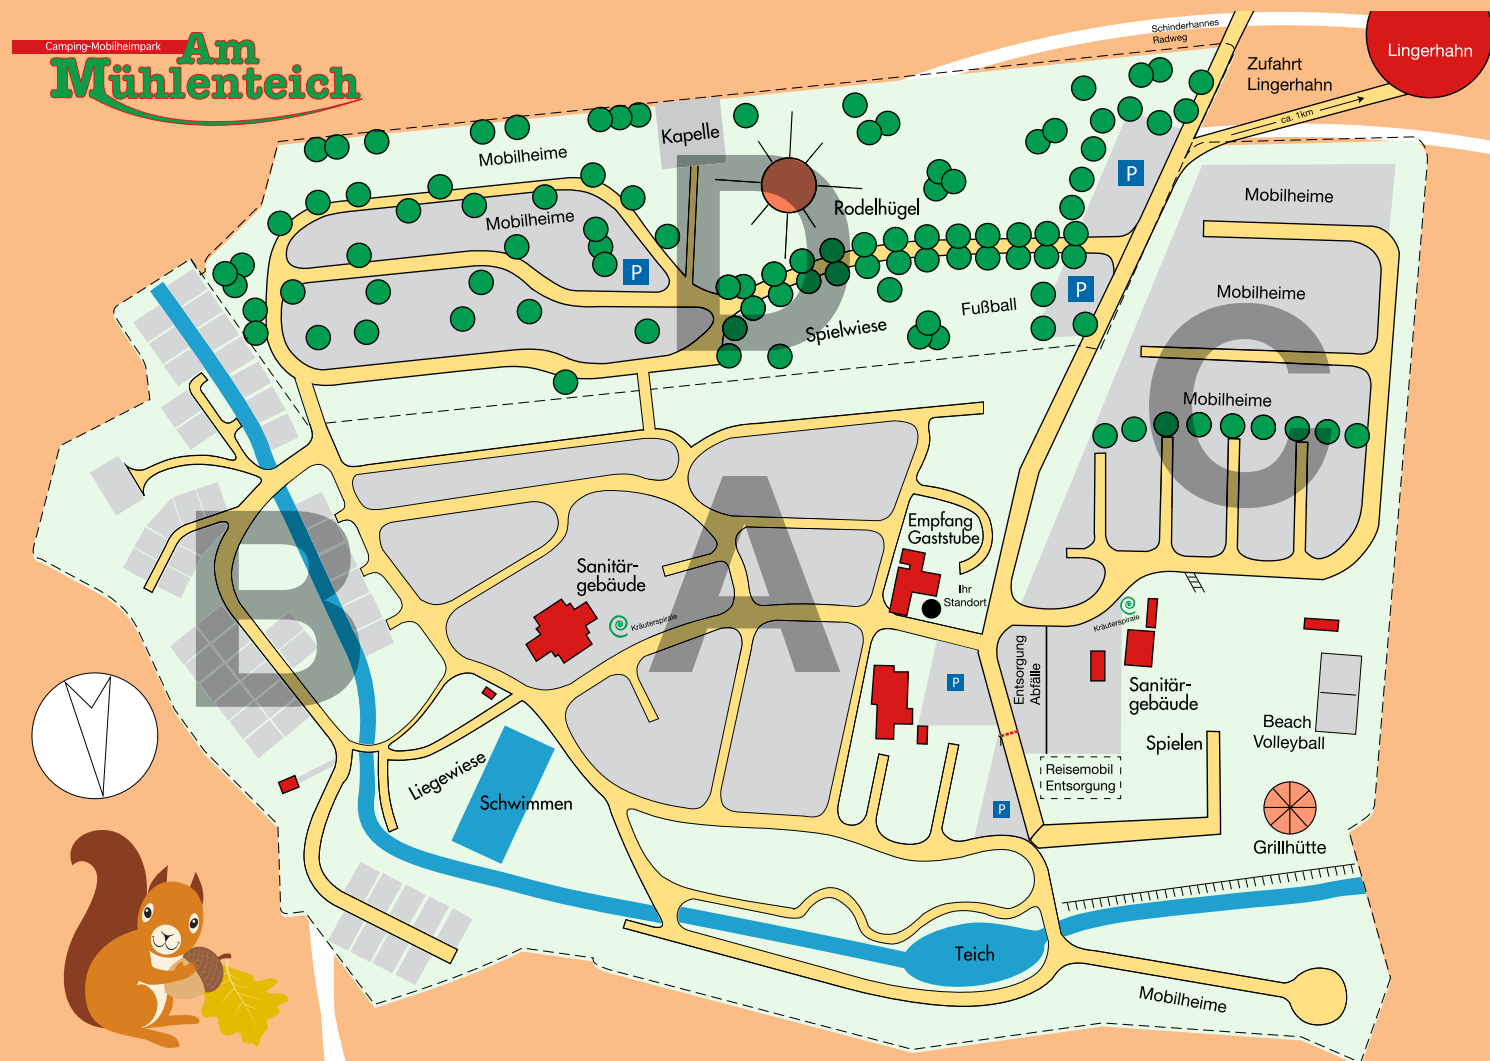 Camping-Mobilheimpark
Am
Mühlenteich
Schinderhannes
Radweg
Zufahrt
Lingerhahn
Lingerhahn
ca. 1km
Kapelle
Mobilheime
Mobilheime
P
D
Rodelhügel
P
P
Fußball
Spielwiese
Mobilheime
Mobilheime
Mobilheime
C
Empfang
Gaststube
Ihr
Standort
A
B
Sanitär-
gebäude
Kräuterspirale
Kräuterspirale
Entsorgung
Abfälle
P
Sanitär-
gebäude
Spielen
Beach
Volleyball
Liegewiese
Schwimmen
Reisemobil
Entsorgung
P
Grillhütte
Teich
Mobilheime